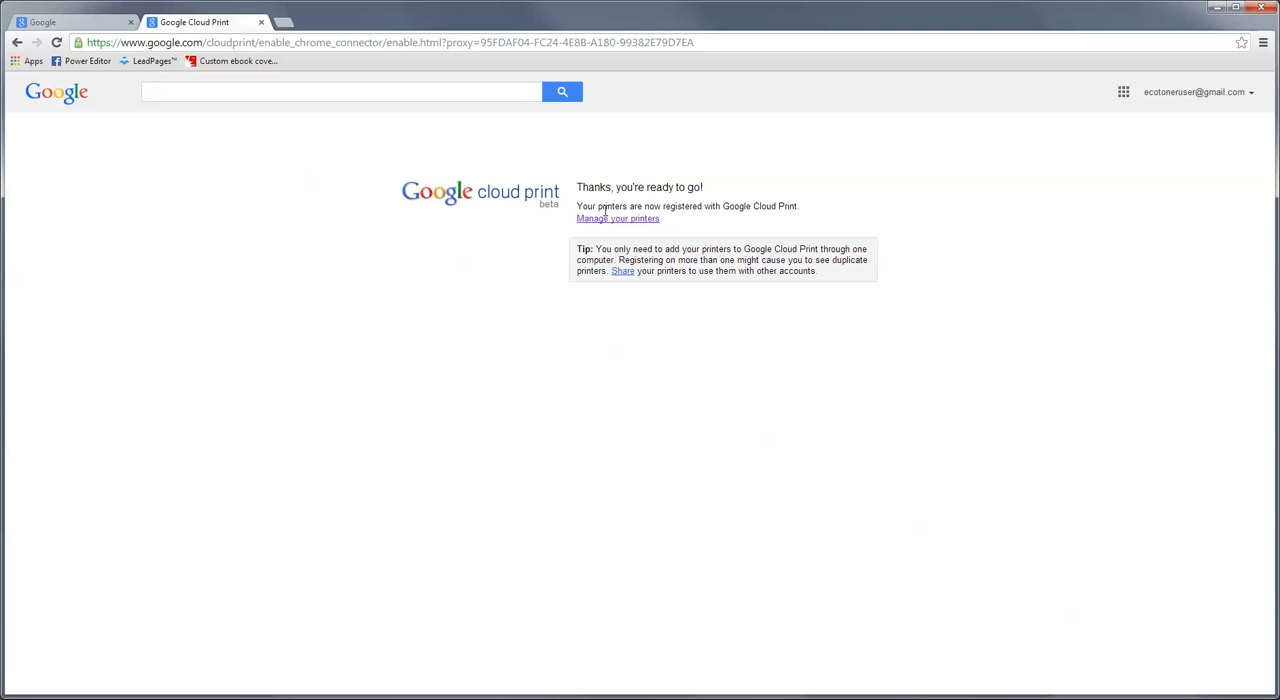 Google
Google Cloud Print
https://www.google.com/cloudprint/enable_chrome_connector/enable.html?proxy=95FDAF04-FC24-4E8B-A180-99382E79D7EA
Apps Power Editor LeadPages™ Custom ebook cove...
Google
ecotoneruser@gmail.com
Google cloud print
beta
Thanks, you're ready to go!
Your printers are now registered with Google Cloud Print.
Manage your printers
Tip: You only need to add your printers to Google Cloud Print through one
computer. Registering on more than one might cause you to see duplicate
printers. Share your printers to use them with other accounts.